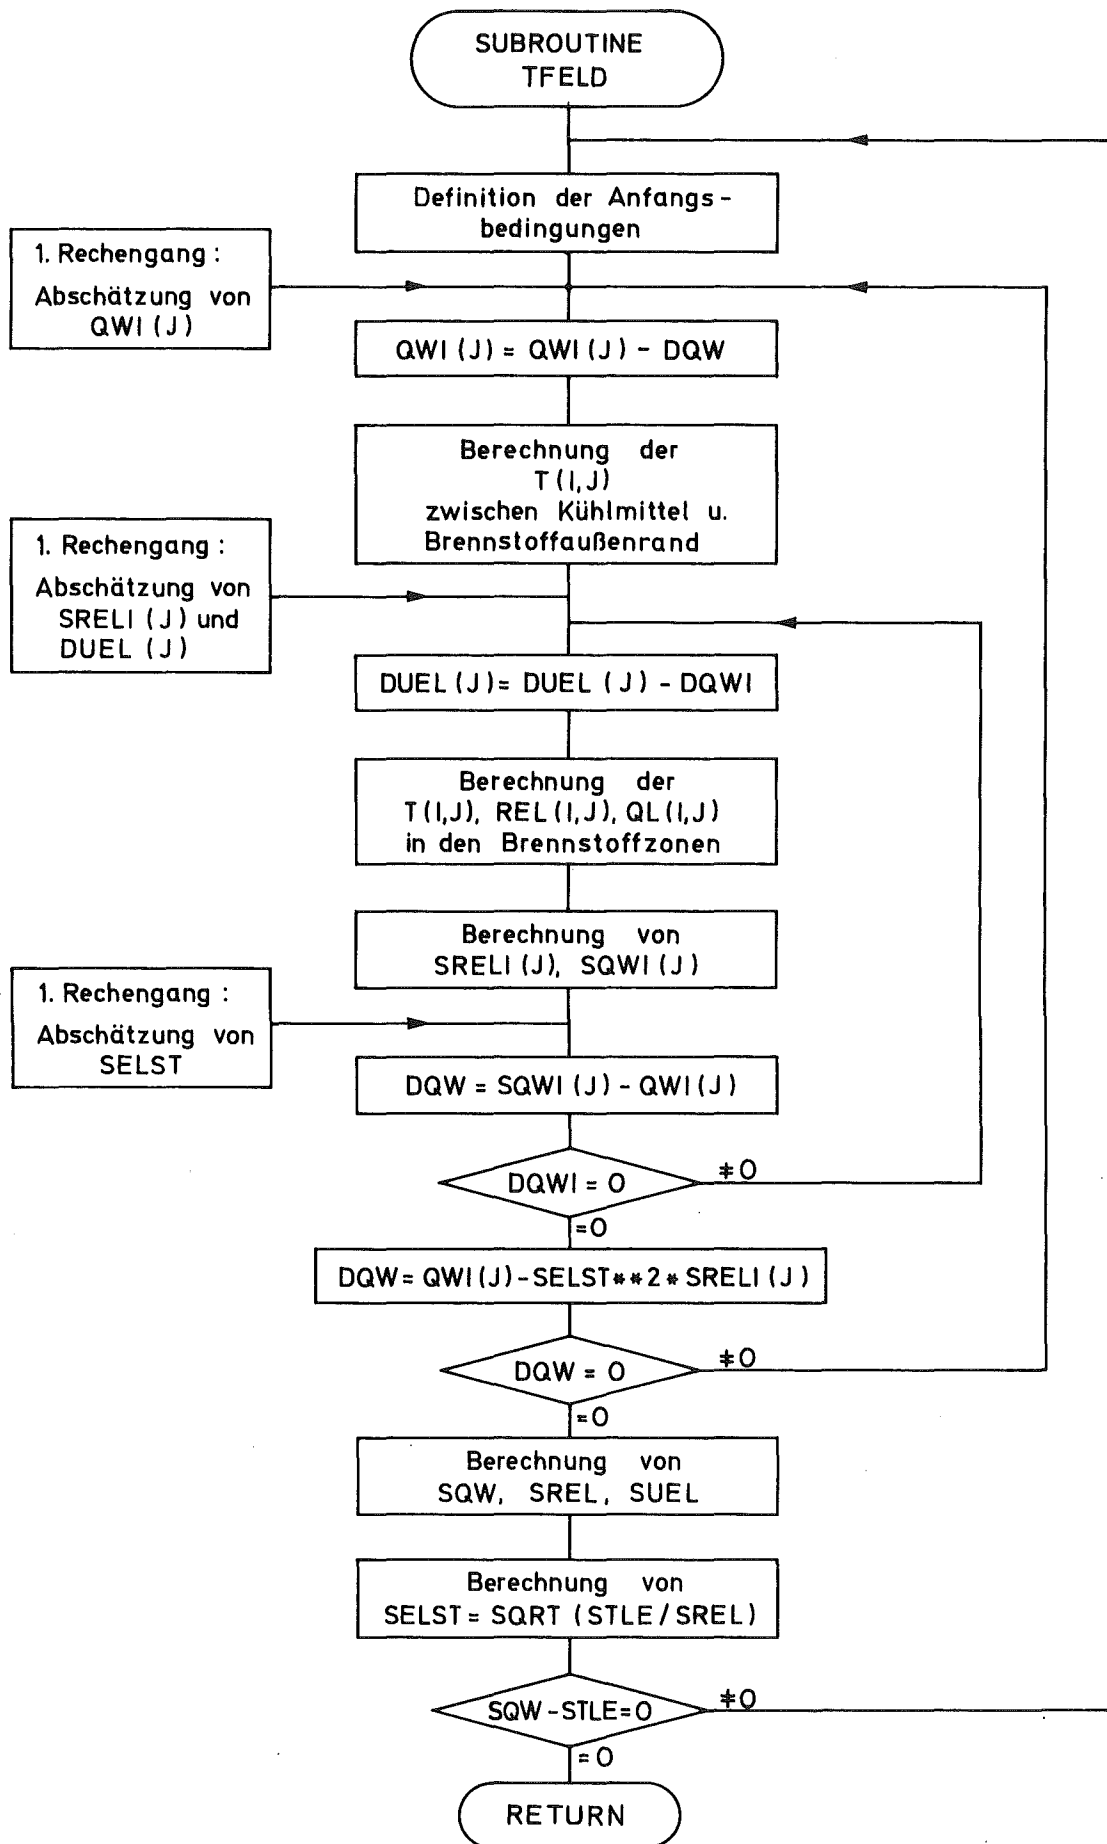 SUBROUTINE
TFELD
Definition der Anfangs-
bedingungen
1. Rechengang :
Abschätzung von
QWI (J)
QWI (J) = QWI (J) - DQW
Berechnung der
T (I,J)
zwischen Kühlmittel u.
Brennstoffaußenrand
1. Rechengang :
Abschätzung von
SRELI (J) und
DUEL (J)
DUEL (J) = DUEL (J) - DQWI
Berechnung der
T(I,J), REL(I,J), QL(I,J)
in den Brennstoffzonen
Berechnung von
SRELI (J), SQWI (J)
1. Rechengang :
Abschätzung von
SELST
DQW = SQWI (J) - QWI (J)
DQWI = 0
≠0
=0
DQW = QWI (J) - SELST**2* SRELI (J)
DQW = 0
≠0
=0
Berechnung von
SQW, SREL, SUEL
Berechnung von
SELST = SQRT (STLE / SREL)
SQW - STLE = 0
≠0
=0
RETURN